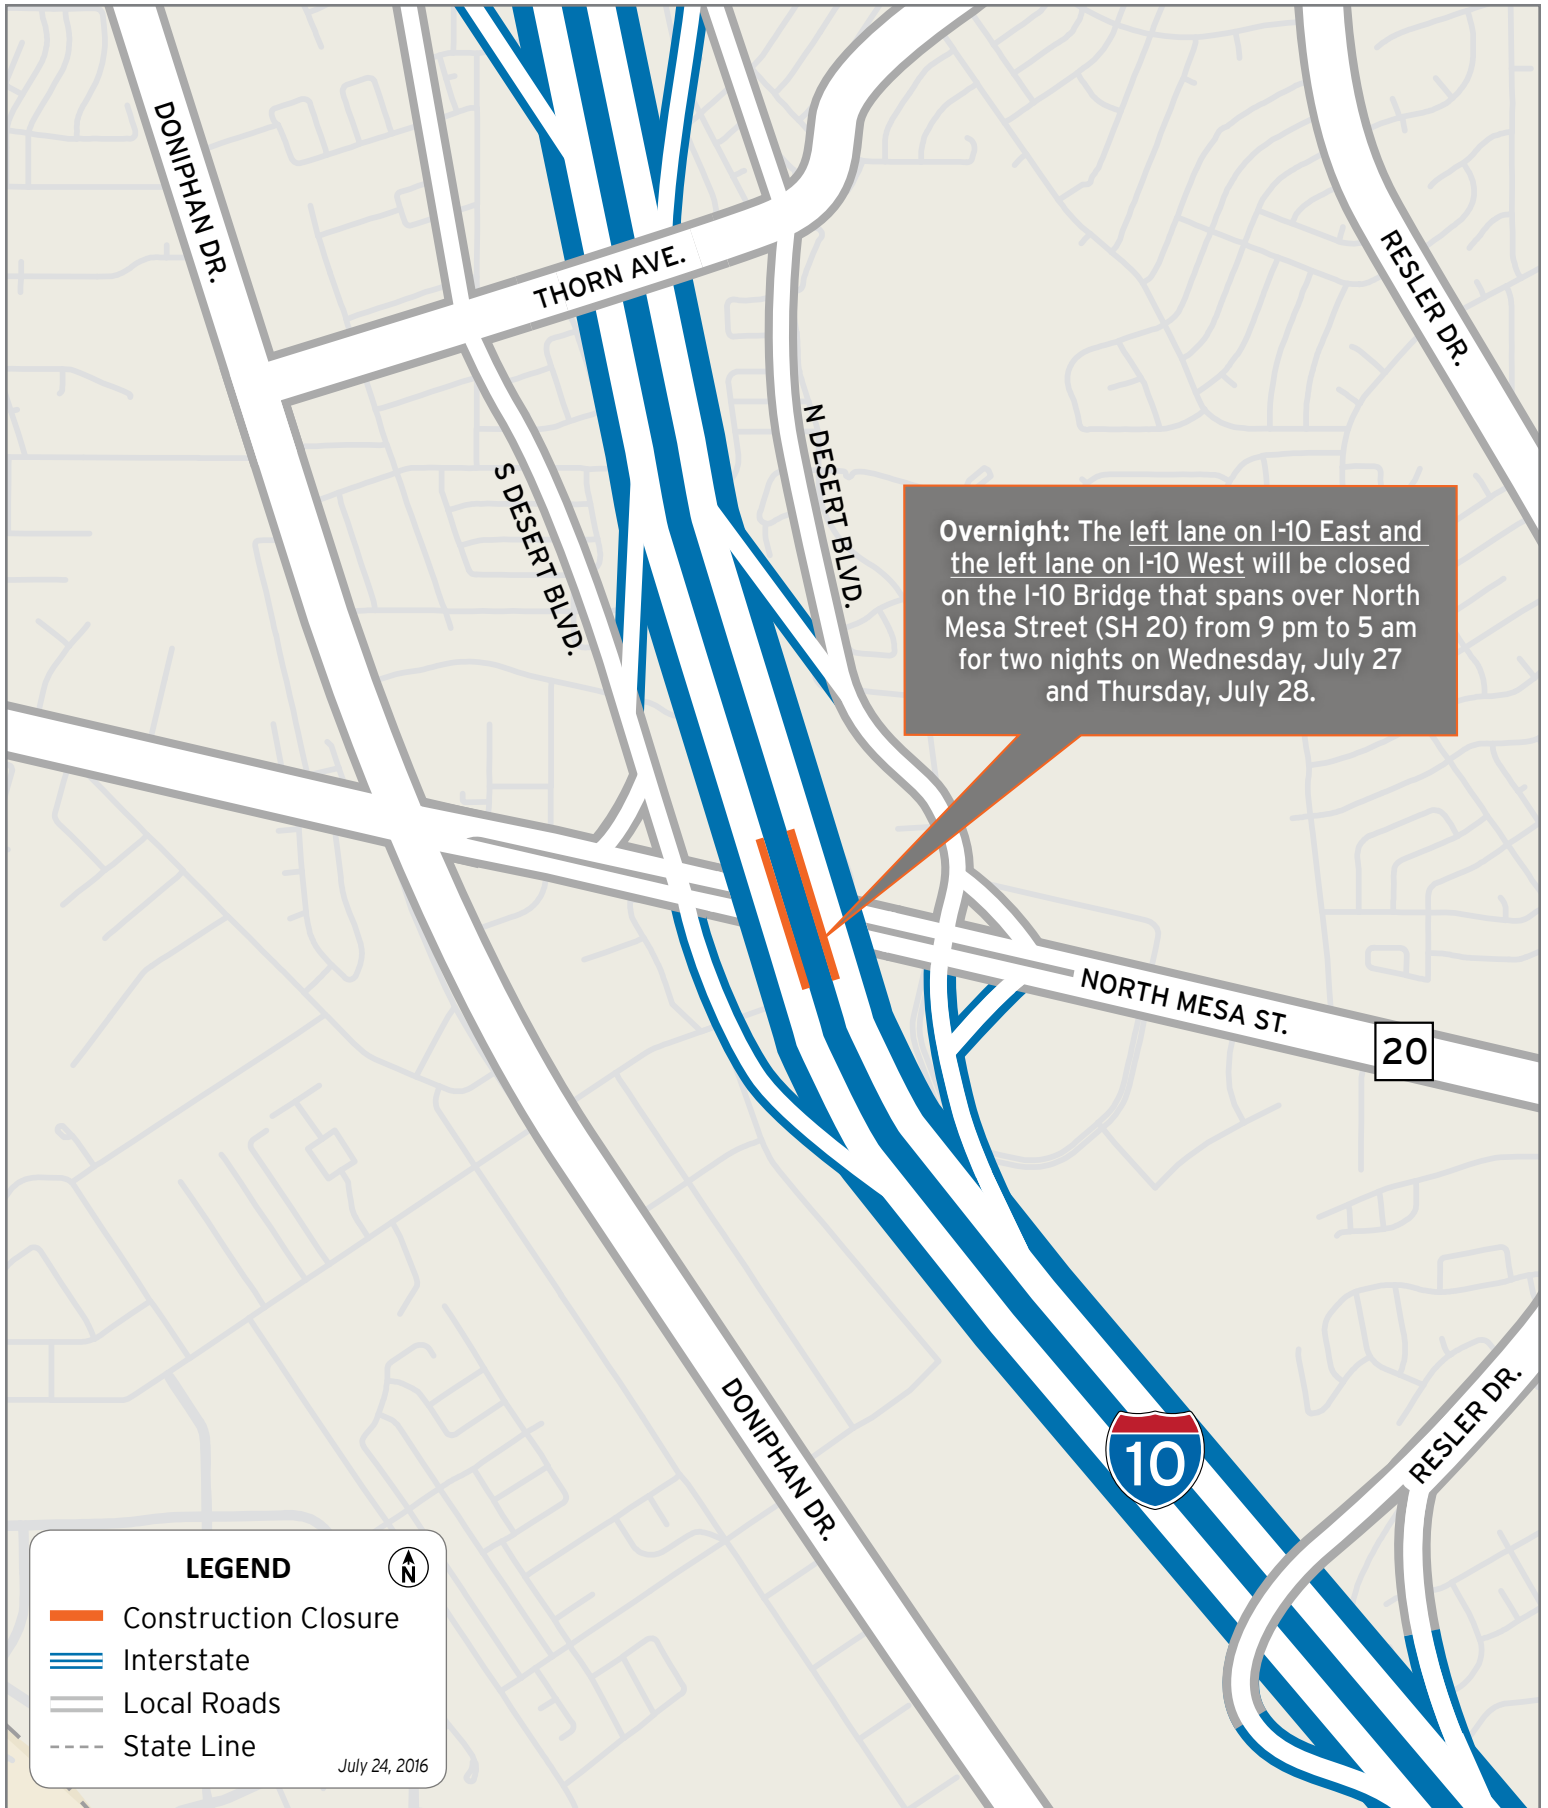 DONIPHAN DR.
THORN AVE.
RESLER DR.
S DESERT BLVD.
N DESERT BLVD.
Overnight: The left lane on I-10 East and
the left lane on I-10 West will be closed
on the I-10 Bridge that spans over North
Mesa Street (SH 20) from 9 pm to 5 am
for two nights on Wednesday, July 27
and Thursday, July 28.
NORTH MESA ST.
20
DONIPHAN DR.
10
RESLER DR.
LEGEND
N
Construction Closure
Interstate
Local Roads
State Line
July 24, 2016